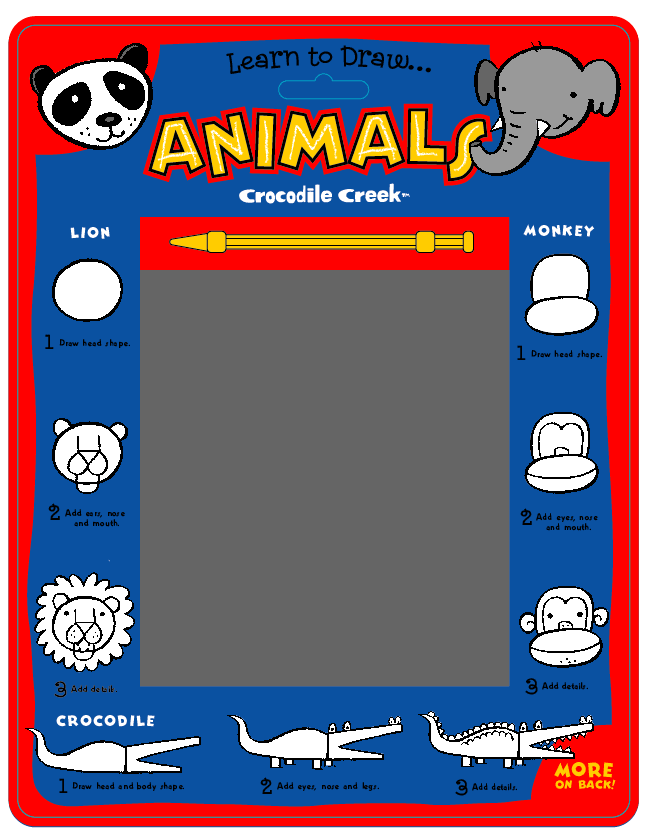 Learn to Draw...
ANIMALS
Crocodile Creek™
LION
1 Draw head shape.
2 Add ears, nose
and mouth.
3 Add details.
MONKEY
1 Draw head shape.
2 Add eyes, nose
and mouth.
3 Add details.
CROCODILE
1 Draw head and body shape.
2 Add eyes, nose and legs.
3 Add details.
MORE
ON BACK!